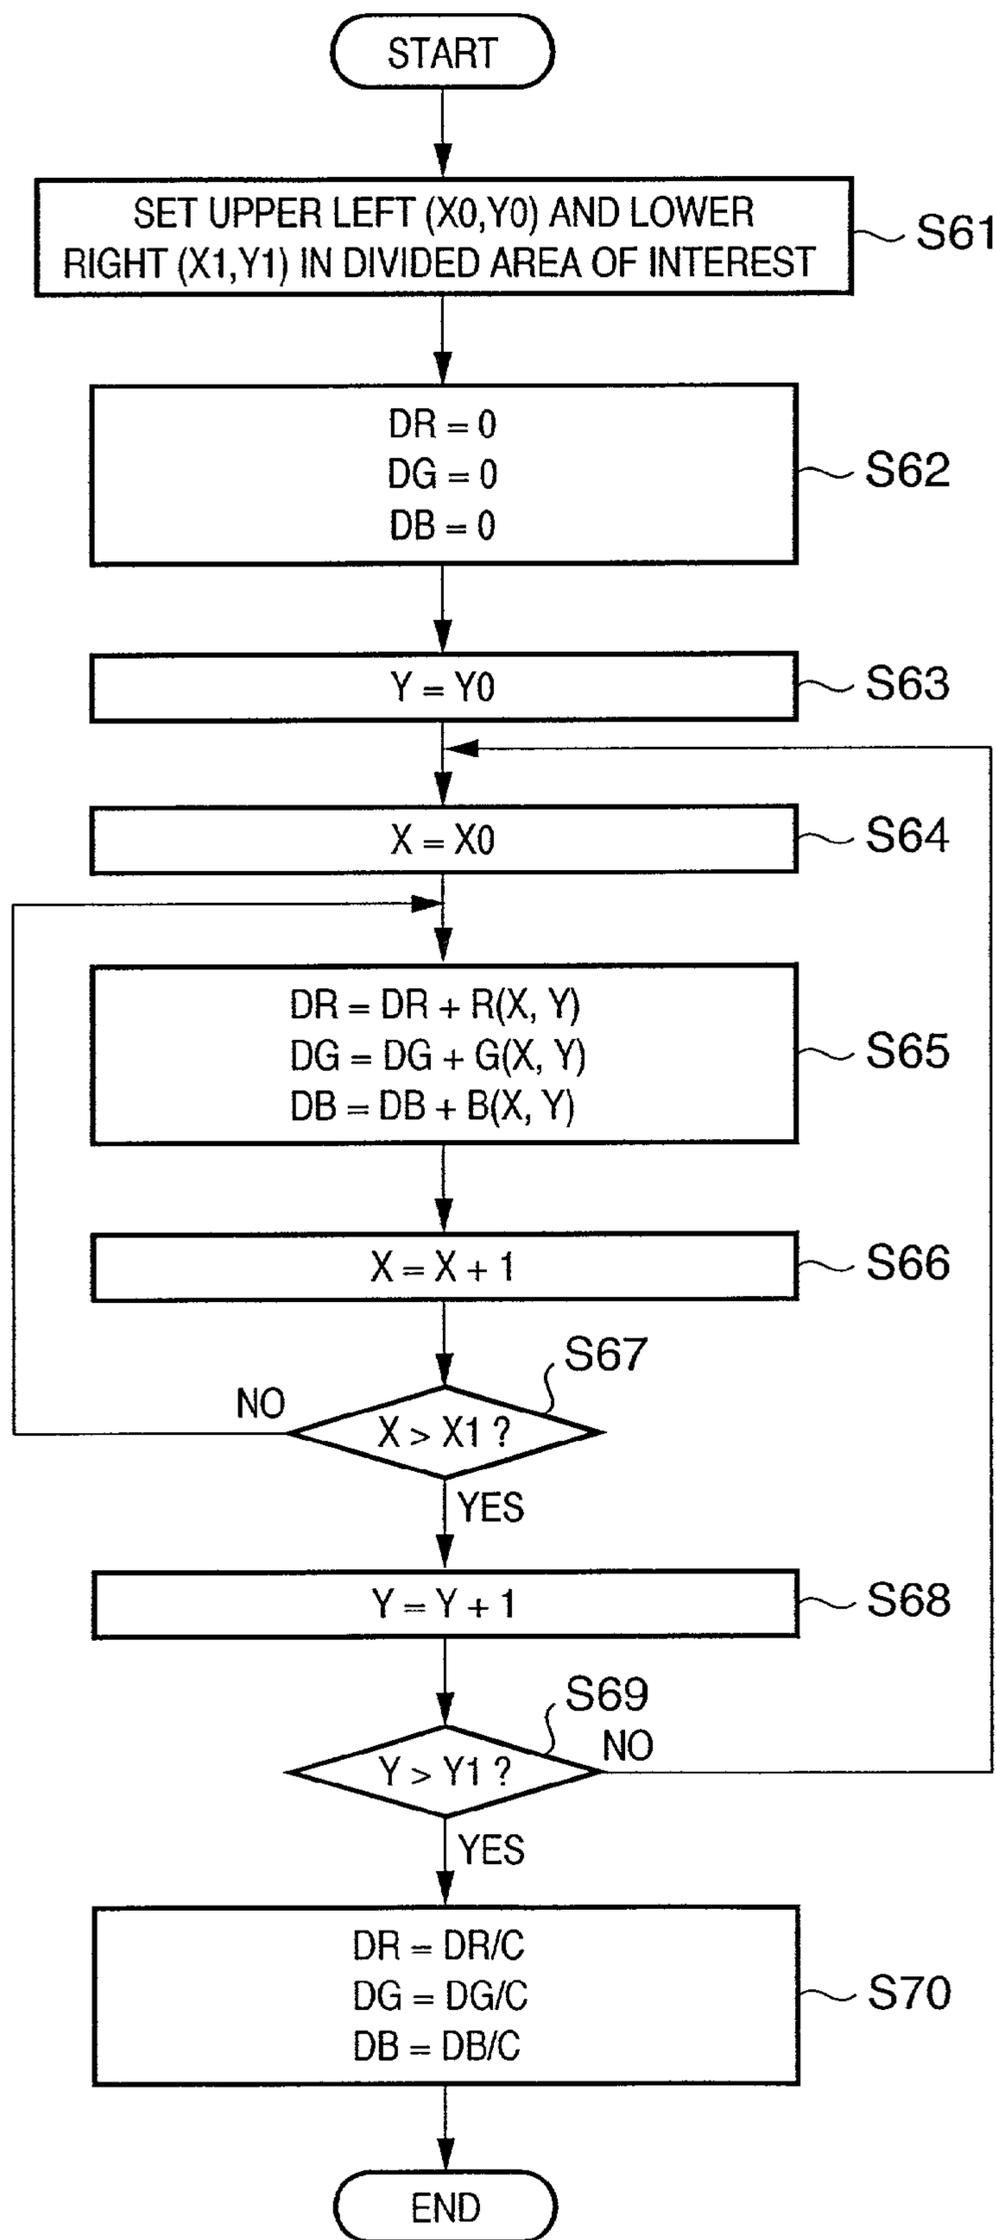 START
SET UPPER LEFT (X0,Y0) AND LOWER
RIGHT (X1,Y1) IN DIVIDED AREA OF INTEREST
S61
DR = 0
DG = 0
DB = 0
S62
Y = Y0
S63
X = X0
S64
DR = DR + R(X, Y)
DG = DG + G(X, Y)
DB = DB + B(X, Y)
S65
X = X + 1
S66
S67
NO
X > X1 ?
YES
Y = Y + 1
S68
S69
Y > Y1 ?
NO
YES
DR = DR/C
DG = DG/C
DB = DB/C
S70
END